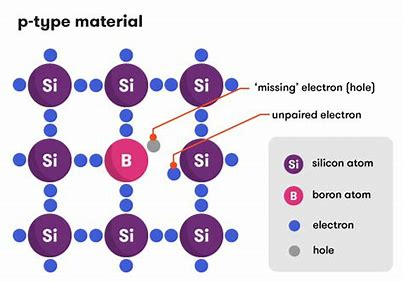 p-type material
Si Si Si
'missing' electron (hole)
unpaired electron
Si B Si
Si silicon atom
B boron atom
electron
hole
Si Si Si